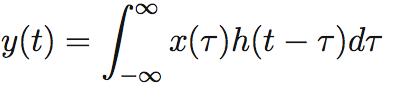 y(t) = ∫_{-∞}^{∞} x(τ)h(t − τ)dτ